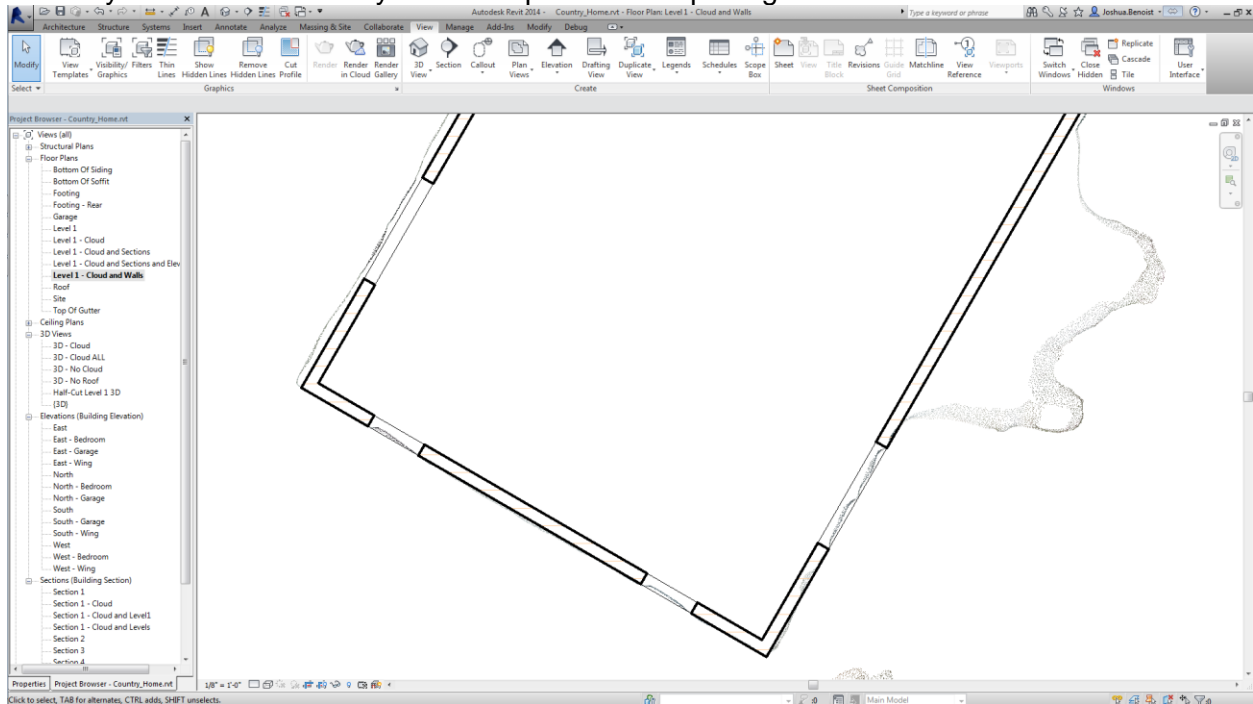 Autodesk Revit 2014 - Country_Home.rvt - Floor Plan: Level 1 - Cloud and Walls
Type a keyword or phrase
Joshua.Benoist
Architecture Structure Systems Insert Annotate Analyze Massing & Site Collaborate View Manage Add-Ins Modify Debug
Modify
View Templates
Visibility/ Graphics
Filters
Thin Lines
Show Hidden Lines
Remove Hidden Lines
Cut Profile
Render
Render in Cloud
Render Gallery
3D View
Section
Callout
Plan Views
Elevation
Drafting View
Duplicate View
Legends
Schedules
Scope Box
Sheet
View
Title Block
Revisions
Guide Grid
Matchline
View Reference
Viewports
Switch Windows
Close Hidden
Replicate
Cascade
Tile
User Interface
Select
Graphics
Create
Sheet Composition
Windows
Project Browser - Country_Home.rvt
Views (all)
Structural Plans
Floor Plans
Bottom Of Siding
Bottom Of Soffit
Footing
Footing - Rear
Garage
Level 1
Level 1 - Cloud
Level 1 - Cloud and Sections
Level 1 - Cloud and Sections and Elev
Level 1 - Cloud and Walls
Roof
Site
Top Of Gutter
Ceiling Plans
3D Views
3D - Cloud
3D - Cloud ALL
3D - No Cloud
3D - No Roof
Half-Cut Level 1 3D
{3D}
Elevations (Building Elevation)
East
East - Bedroom
East - Garage
East - Wing
North
North - Bedroom
North - Garage
South
South - Garage
South - Wing
West
West - Bedroom
West - Wing
Sections (Building Section)
Section 1
Section 1 - Cloud
Section 1 - Cloud and Level1
Section 1 - Cloud and Levels
Section 2
Section 3
Section 4
Properties
Project Browser - Country_Home.rvt
1/8" = 1'-0"
Click to select, TAB for alternates, CTRL adds, SHIFT unselects.
:0
Main Model
:0